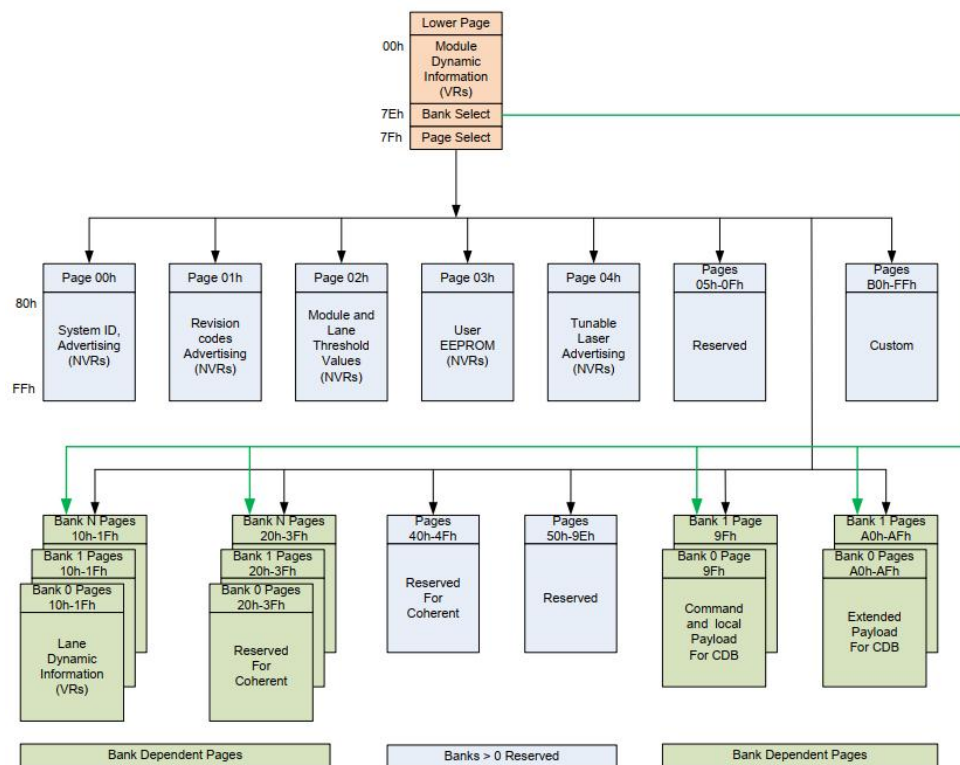 Lower Page
00h
Module
Dynamic
Information
(VRs)
7Eh
Bank Select
7Fh
Page Select
Page 00h
Page 01h
Page 02h
Page 03h
Page 04h
Pages
05h-0Fh
Pages
B0h-FFh
80h
System ID,
Advertising
(NVRs)
Revision
codes
Advertising
(NVRs)
Module and
Lane
Threshold
Values
(NVRs)
User
EEPROM
(NVRs)
Tunable
Laser
Advertising
(NVRs)
Reserved
Custom
FFh
Bank N Pages
10h-1Fh
Bank 1 Pages
10h-1Fh
Bank 0 Pages
10h-1Fh
Lane
Dynamic
Information
(VRs)
Bank N Pages
20h-3Fh
Bank 1 Pages
20h-3Fh
Bank 0 Pages
20h-3Fh
Reserved
For
Coherent
Pages
40h-4Fh
Reserved
For
Coherent
Pages
50h-9Eh
Reserved
Bank 1 Page
9Fh
Bank 0 Page
9Fh
Command
and local
Payload
For CDB
Bank 1 Pages
A0h-AFh
Bank 0 Pages
A0h-AFh
Extended
Payload
For CDB
Bank Dependent Pages
Banks > 0 Reserved
Bank Dependent Pages